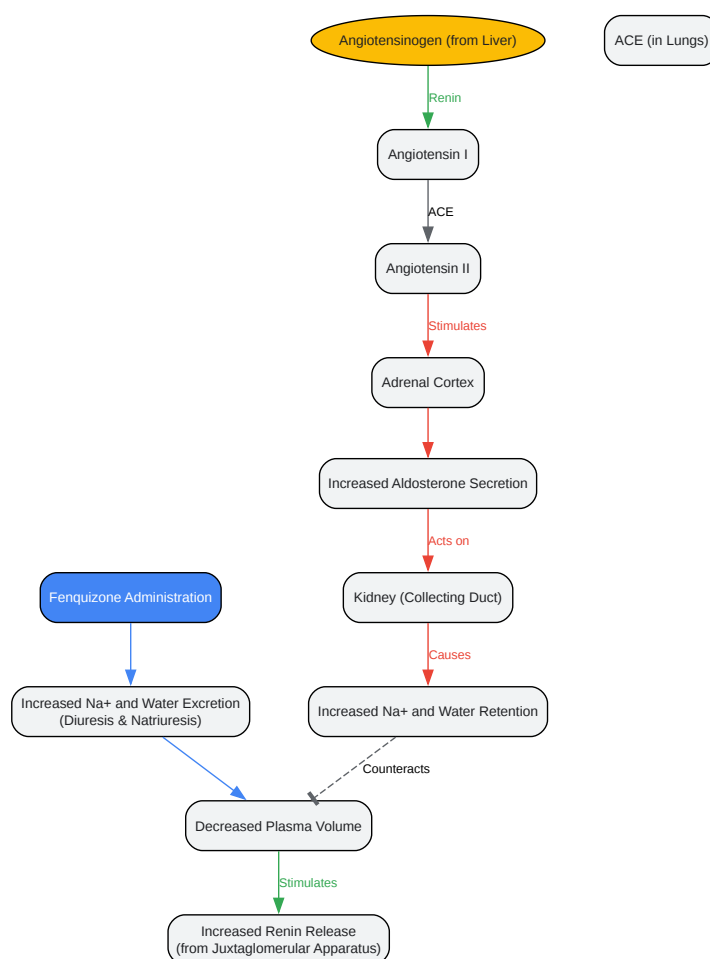 Angiotensinogen (from Liver)
ACE (in Lungs)
Renin
Angiotensin I
ACE
Angiotensin II
Stimulates
Adrenal Cortex
Increased Aldosterone Secretion
Acts on
Fenquizone Administration
Kidney (Collecting Duct)
Causes
Increased Na+ and Water Excretion
(Diuresis & Natriuresis)
Increased Na+ and Water Retention
Counteracts
Decreased Plasma Volume
Stimulates
Increased Renin Release
(from Juxtaglomerular Apparatus)